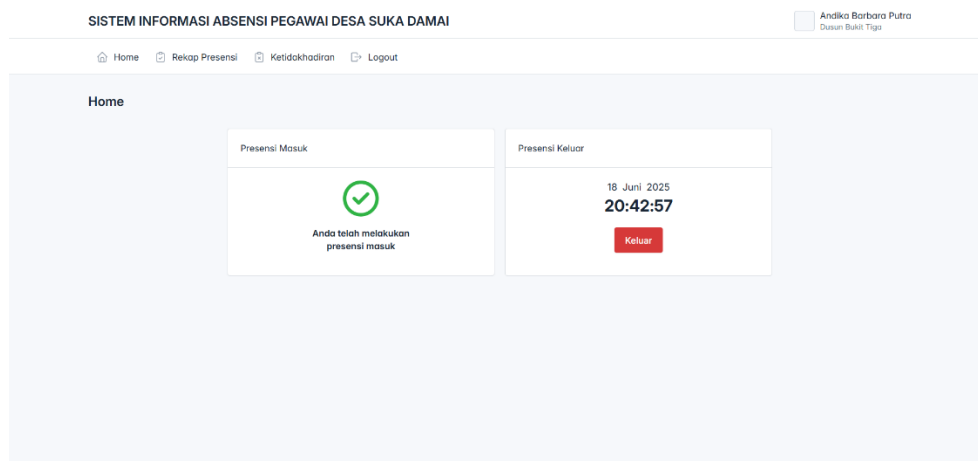 SISTEM INFORMASI ABSENSI PEGAWAI DESA SUKA DAMAI
Andika Barbara Putra
Dusun Bukit Tiga
Home Rekap Presensi Ketidakhadiran Logout
Home
Presensi Masuk
Anda telah melakukan
presensi masuk
Presensi Keluar
18 Juni 2025
20:42:57
Keluar